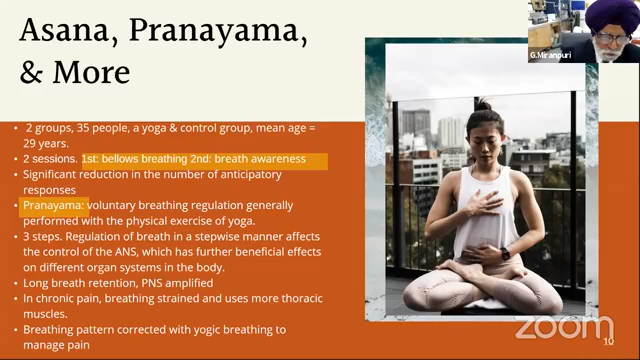 Asana, Pranayama,
& More
G.Miranpuri
• 2 groups, 35 people, a yoga & control group, mean age =
29 years.
• 2 sessions. 1st: bellows breathing 2nd: breath awareness
• Significant reduction in the number of anticipatory
responses
• Pranayama: voluntary breathing regulation generally
performed with the physical exercise of yoga.
• 3 steps. Regulation of breath in a stepwise manner affects
the control of the ANS, which has further beneficial effects
on different organ systems in the body.
• Long breath retention, PNS amplified
• In chronic pain, breathing strained and uses more thoracic
muscles.
• Breathing pattern corrected with yogic breathing to
manage pain
zoom
10